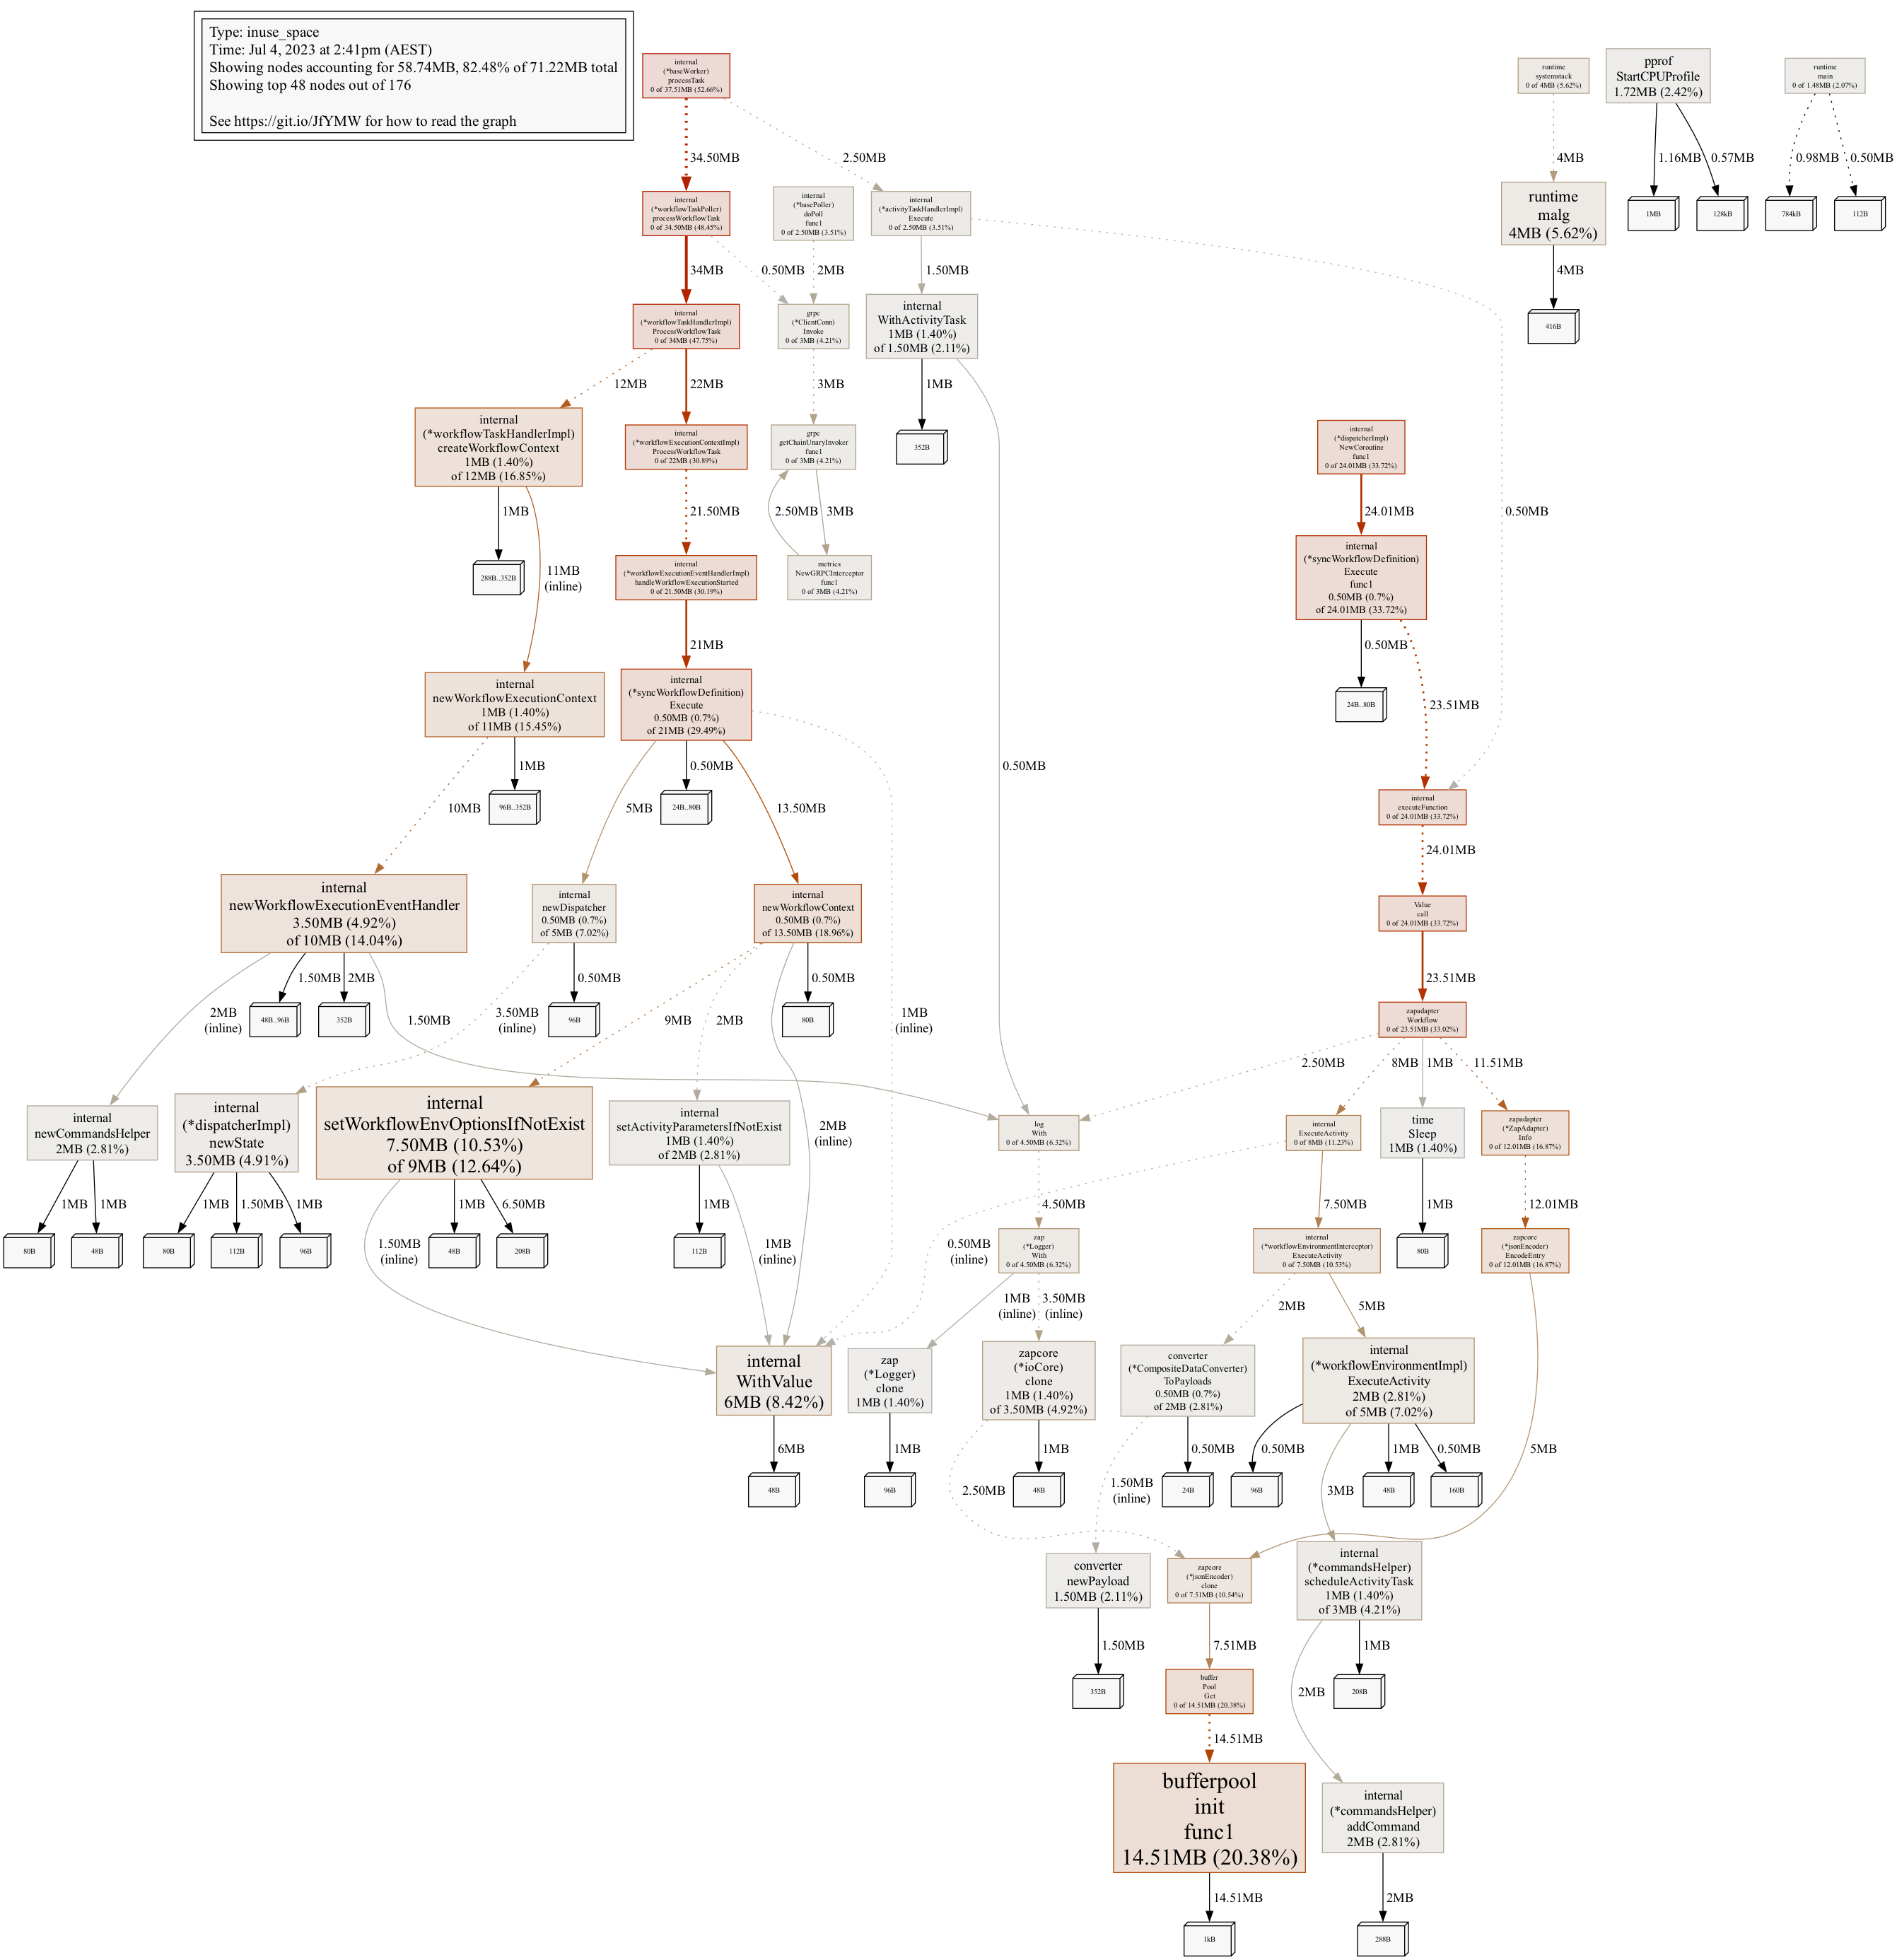 Type: inuse_space
Time: Jul 4, 2023 at 2:41pm (AEST)
Showing nodes accounting for 58.74MB, 82.48% of 71.22MB total
Showing top 48 nodes out of 176
See https://git.io/JfYMW for how to read the graph
internal
(*baseWorker)
processTask
0 of 37.51MB (52.66%)
runtime
systemstack
0 of 4MB (5.62%)
pprof
StartCPUProfile
1.72MB (2.42%)
runtime
main
0 of 1.48MB (2.07%)
34.50MB
2.50MB
4MB
1.16MB
0.57MB
0.98MB
0.50MB
internal
(*workflowTaskPoller)
processWorkflowTask
0 of 34.50MB (48.45%)
internal
(*basePoller)
doPoll
func1
0 of 2.50MB (3.51%)
internal
(*activityTaskHandlerImpl)
Execute
0 of 2.50MB (3.51%)
runtime
malg
4MB (5.62%)
1MB
128kB
784kB
112B
34MB
0.50MB
2MB
1.50MB
4MB
internal
(*workflowTaskHandlerImpl)
ProcessWorkflowTask
0 of 34MB (47.75%)
grpc
(*ClientConn)
Invoke
0 of 3MB (4.21%)
internal
WithActivityTask
1MB (1.40%)
of 1.50MB (2.11%)
416B
12MB
22MB
3MB
1MB
internal
(*workflowTaskHandlerImpl)
createWorkflowContext
1MB (1.40%)
of 12MB (16.85%)
internal
(*workflowExecutionContextImpl)
ProcessWorkflowTask
0 of 22MB (30.89%)
grpc
getChainUnaryInvoker
func1
0 of 3MB (4.21%)
352B
internal
(*dispatcherImpl)
NewCoroutine
func1
0 of 24.01MB (33.72%)
1MB
21.50MB
2.50MB
3MB
24.01MB
0.50MB
288B..352B
11MB
(inline)
internal
(*workflowExecutionEventHandlerImpl)
handleWorkflowExecutionStarted
0 of 21.50MB (30.19%)
metrics
NewGRPCInterceptor
func1
0 of 3MB (4.21%)
internal
(*syncWorkflowDefinition)
Execute
func1
0.50MB (0.7%)
of 24.01MB (33.72%)
21MB
0.50MB
internal
newWorkflowExecutionContext
1MB (1.40%)
of 11MB (15.45%)
internal
(*syncWorkflowDefinition)
Execute
0.50MB (0.7%)
of 21MB (29.49%)
24B..80B
23.51MB
1MB
0.50MB
0.50MB
10MB
96B..352B
5MB
24B..80B
13.50MB
internal
executeFunction
0 of 24.01MB (33.72%)
24.01MB
internal
newWorkflowExecutionEventHandler
3.50MB (4.92%)
of 10MB (14.04%)
internal
newDispatcher
0.50MB (0.7%)
of 5MB (7.02%)
internal
newWorkflowContext
0.50MB (0.7%)
of 13.50MB (18.96%)
Value
call
0 of 24.01MB (33.72%)
1.50MB
2MB
0.50MB
0.50MB
23.51MB
2MB
(inline)
48B..96B
352B
1.50MB
3.50MB
(inline)
96B
9MB
2MB
80B
1MB
(inline)
zapadapter
Workflow
0 of 23.51MB (33.02%)
2.50MB
8MB
1MB
11.51MB
internal
newCommandsHelper
2MB (2.81%)
internal
(*dispatcherImpl)
newState
3.50MB (4.91%)
internal
setWorkflowEnvOptionsIfNotExist
7.50MB (10.53%)
of 9MB (12.64%)
internal
setActivityParametersIfNotExist
1MB (1.40%)
of 2MB (2.81%)
2MB
(inline)
log
With
0 of 4.50MB (6.32%)
internal
ExecuteActivity
0 of 8MB (11.23%)
time
Sleep
1MB (1.40%)
zapadapter
(*ZapAdapter)
Info
0 of 12.01MB (16.87%)
1MB
1MB
1MB
1.50MB
1MB
1MB
6.50MB
1MB
4.50MB
7.50MB
1MB
12.01MB
80B
48B
80B
112B
96B
1.50MB
(inline)
48B
208B
112B
1MB
(inline)
0.50MB
(inline)
zap
(*Logger)
With
0 of 4.50MB (6.32%)
internal
(*workflowEnvironmentInterceptor)
ExecuteActivity
0 of 7.50MB (10.53%)
80B
zapcore
(*jsonEncoder)
EncodeEntry
0 of 12.01MB (16.87%)
1MB
(inline)
3.50MB
(inline)
2MB
5MB
internal
WithValue
6MB (8.42%)
zap
(*Logger)
clone
1MB (1.40%)
zapcore
(*ioCore)
clone
1MB (1.40%)
of 3.50MB (4.92%)
converter
(*CompositeDataConverter)
ToPayloads
0.50MB (0.7%)
of 2MB (2.81%)
internal
(*workflowEnvironmentImpl)
ExecuteActivity
2MB (2.81%)
of 5MB (7.02%)
6MB
1MB
1MB
0.50MB
0.50MB
1MB
0.50MB
5MB
48B
96B
2.50MB
48B
1.50MB
(inline)
24B
96B
3MB
48B
160B
converter
newPayload
1.50MB (2.11%)
zapcore
(*jsonEncoder)
clone
0 of 7.51MB (10.54%)
internal
(*commandsHelper)
scheduleActivityTask
1MB (1.40%)
of 3MB (4.21%)
1.50MB
7.51MB
1MB
352B
buffer
Pool
Get
0 of 14.51MB (20.38%)
2MB
208B
14.51MB
bufferpool
init
func1
14.51MB (20.38%)
internal
(*commandsHelper)
addCommand
2MB (2.81%)
14.51MB
2MB
1kB
288B